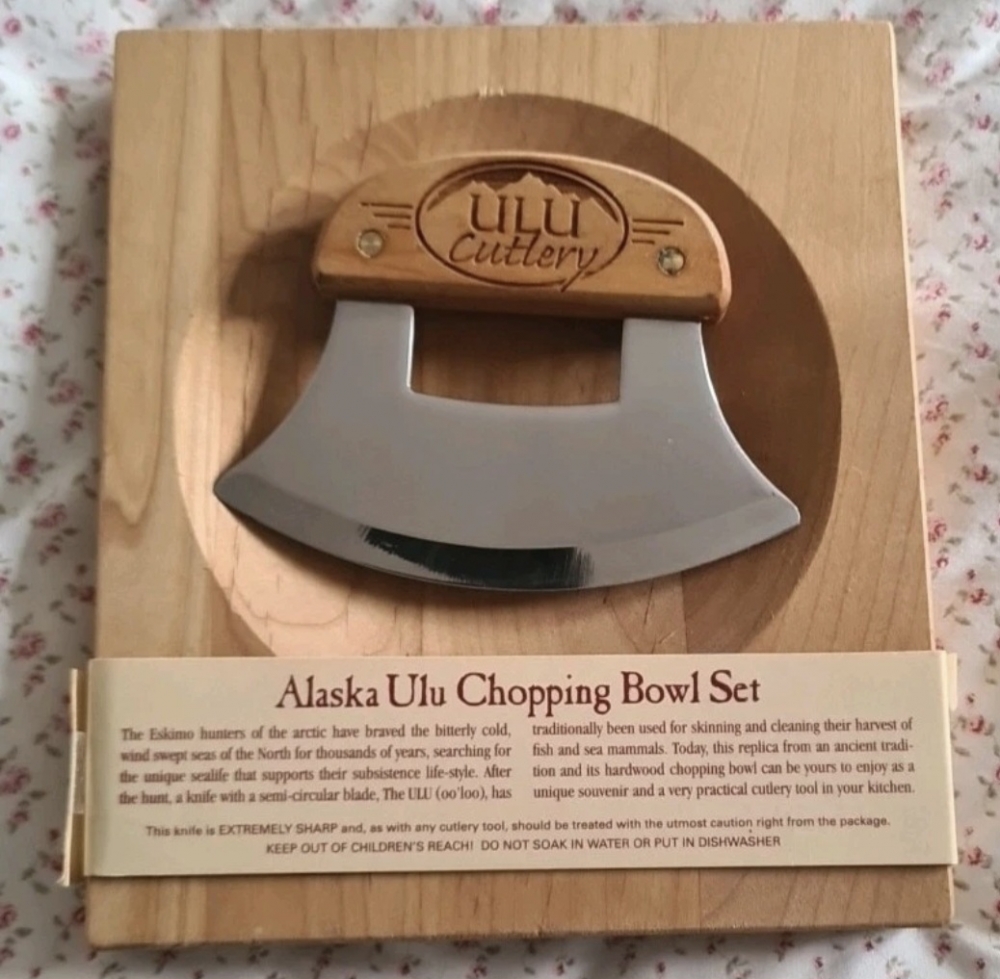 ULU
Cutlery
Alaska Ulu Chopping Bowl Set
The Eskimo hunters of the arctic have braved the bitterly cold,
wind swept seas of the North for thousands of years, searching for
the unique sealife that supports their subsistence life-style. After
the hunt, a knife with a semi-circular blade, The ULU (oo'loo), has
traditionally been used for skinning and cleaning their harvest of
fish and sea mammals. Today, this replica from an ancient tradi-
tion and its hardwood chopping bowl can be yours to enjoy as a
unique souvenir and a very practical cutlery tool in your kitchen.
This knife is EXTREMELY SHARP and, as with any cutlery tool, should be treated with the utmost caution right from the package.
KEEP OUT OF CHILDREN'S REACH! DO NOT SOAK IN WATER OR PUT IN DISHWASHER